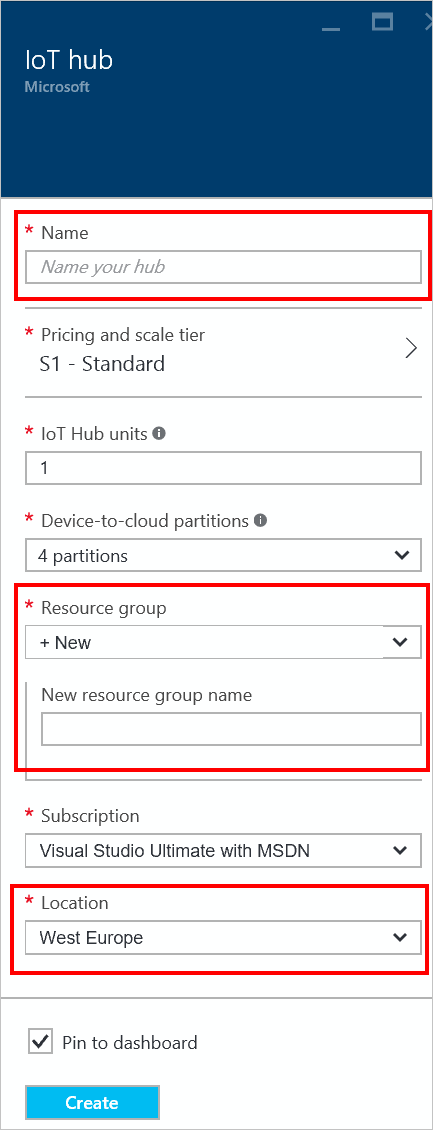 IoT hub
Microsoft
* Name
Name your hub
* Pricing and scale tier
S1 - Standard
* IoT Hub units
1
* Device-to-cloud partitions
4 partitions
* Resource group
+ New
New resource group name
* Subscription
Visual Studio Ultimate with MSDN
* Location
West Europe
Pin to dashboard
Create